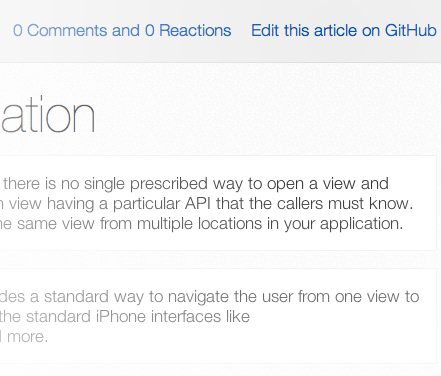 0 Comments and 0 Reactions Edit this article on GitHub
ation
there is no single prescribed way to open a view and
view having a particular API that the callers must know.
same view from multiple locations in your application.
a standard way to navigate the user from one view to
the standard iPhone interfaces like
more.